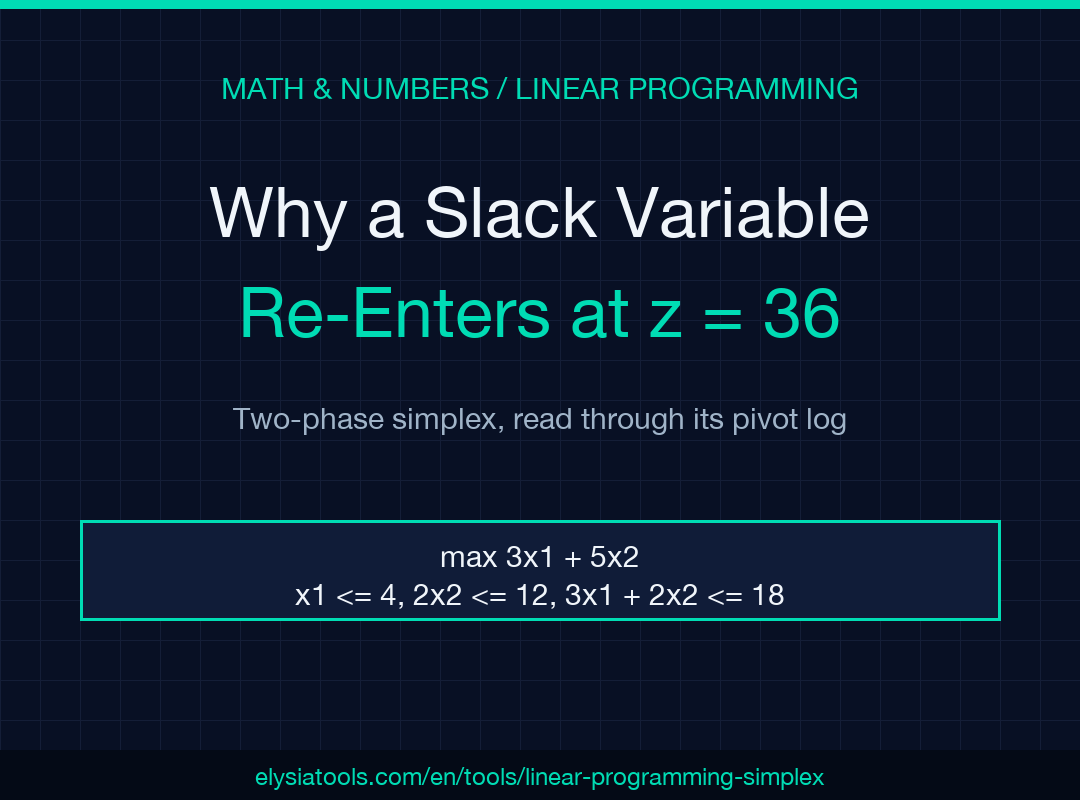 MATH & NUMBERS / LINEAR PROGRAMMING
Why a Slack Variable
Re-Enters at z = 36
Two-phase simplex, read through its pivot log
max 3x1 + 5x2
x1 <= 4, 2x2 <= 12, 3x1 + 2x2 <= 18
elysiatools.com/en/tools/linear-programming-simplex